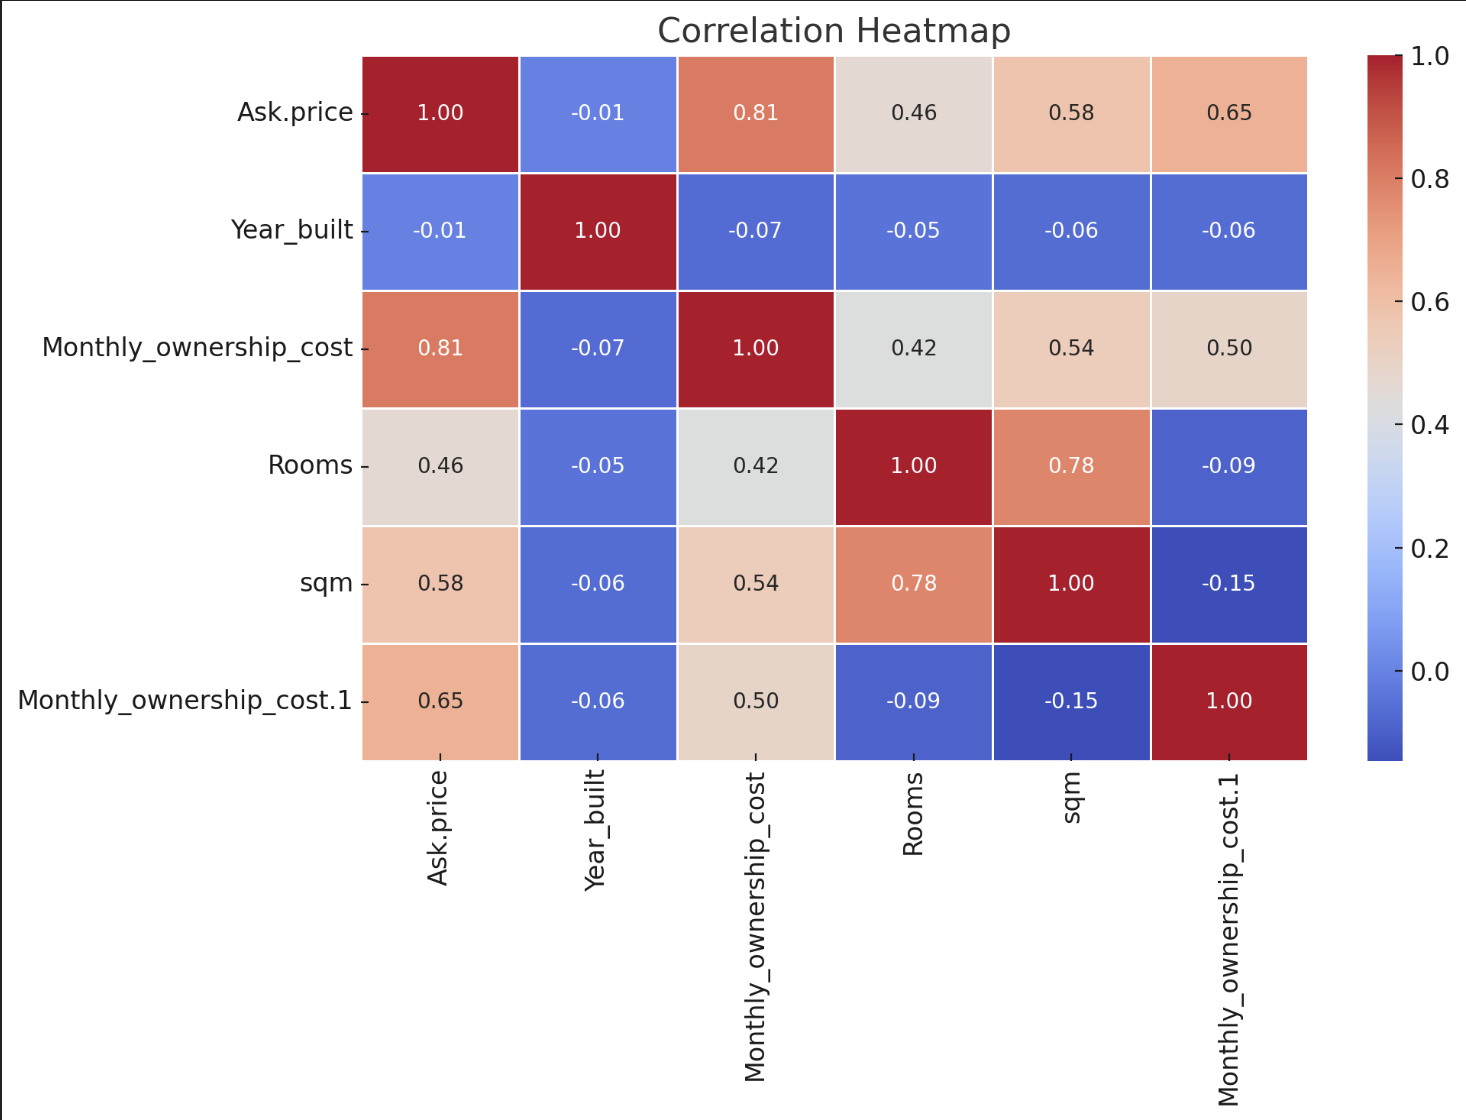 Correlation Heatmap
Ask.price 1.00 -0.01 0.81 0.46 0.58 0.65
Year_built -0.01 1.00 -0.07 -0.05 -0.06 -0.06
Monthly_ownership_cost 0.81 -0.07 1.00 0.42 0.54 0.50
Rooms 0.46 -0.05 0.42 1.00 0.78 -0.09
sqm 0.58 -0.06 0.54 0.78 1.00 -0.15
Monthly_ownership_cost.1 0.65 -0.06 0.50 -0.09 -0.15 1.00
Ask.price
Year_built
Monthly_ownership_cost
Rooms
sqm
Monthly_ownership_cost.1
1.0
0.8
0.6
0.4
0.2
0.0